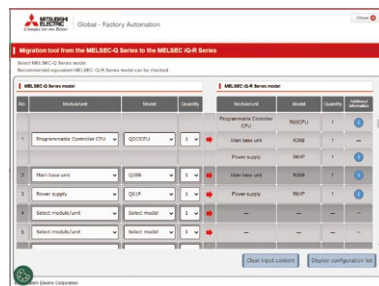 MITSUBISHI ELECTRIC
Changes for the Better
Global - Factory Automation
Close
Migration tool from the MELSEC-Q Series to the MELSEC iQ-R Series
Select MELSEC-Q Series model
Recommended equivalent MELSEC iQ-R Series model can be checked.
MELSEC-Q Series model
MELSEC iQ-R Series model
No Module/unit Model Quantity Module/unit Model Quantity Additional information
Programmable Controller CPU 1
1 Programmable Controller CPU 1 Main base unit R38B 1 —
Power supply R61P 1
2 Main base unit Q38B 1 Main base unit R38B 1
3 Power supply Q61P 1 Power supply R61P 1
4 Select module/unit Select model 1 — — — —
5 Select module/unit Select model 1 — — — —
Clear input content
Display configuration list
Electric Corporation